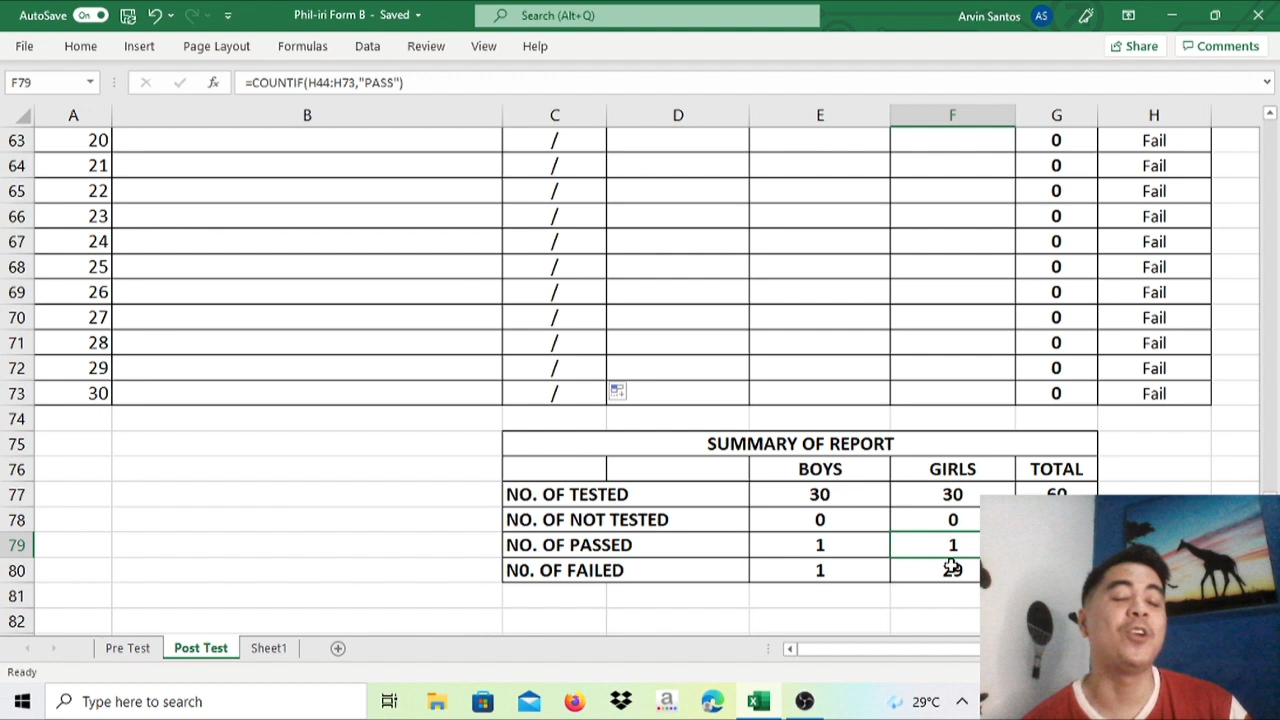 AutoSave On Phil-iri Form B - Saved Search (Alt+Q) Arvin Santos AS
File Home Insert Page Layout Formulas Data Review View Help Share Comments
F79 fx =COUNTIF(H44:H73,"PASS")
A B C D E F G H
63 20 / 0 Fail
64 21 / 0 Fail
65 22 / 0 Fail
66 23 / 0 Fail
67 24 / 0 Fail
68 25 / 0 Fail
69 26 / 0 Fail
70 27 / 0 Fail
71 28 / 0 Fail
72 29 / 0 Fail
73 30 / 0 Fail
74
75 SUMMARY OF REPORT
76 BOYS GIRLS TOTAL
77 NO. OF TESTED 30 30 60
78 NO. OF NOT TESTED 0 0
79 NO. OF PASSED 1 1
80 N0. OF FAILED 1 29
81
82
Pre Test Post Test Sheet1
Ready
Type here to search 29°C